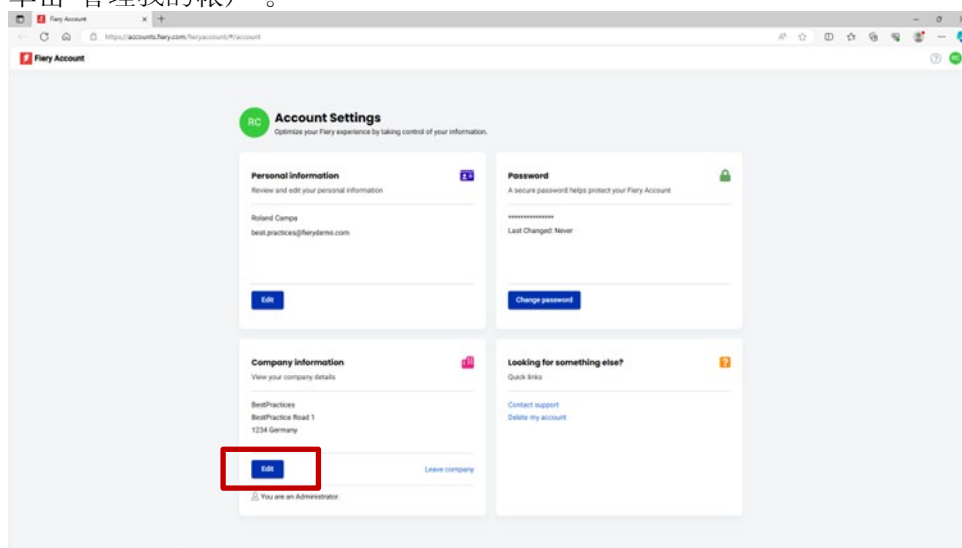 单击"管理我的帐户"。
Fiery Account
https://accounts.fiery.com/fieryaccount/#/account
Fiery Account
RC
RC
Account Settings
Optimize your Fiery experience by taking control of your information.
Personal information
Review and edit your personal information
Roland Campa
best.practices@fierydemo.com
Edit
Password
A secure password helps protect your Fiery Account
***************
Last Changed: Never
Change password
Company information
View your company details
BestPractices
BestPractice Road 1
1234 Germany
Edit
Leave company
You are an Administrator.
Looking for something else?
Quick links
Contact support
Delete my account